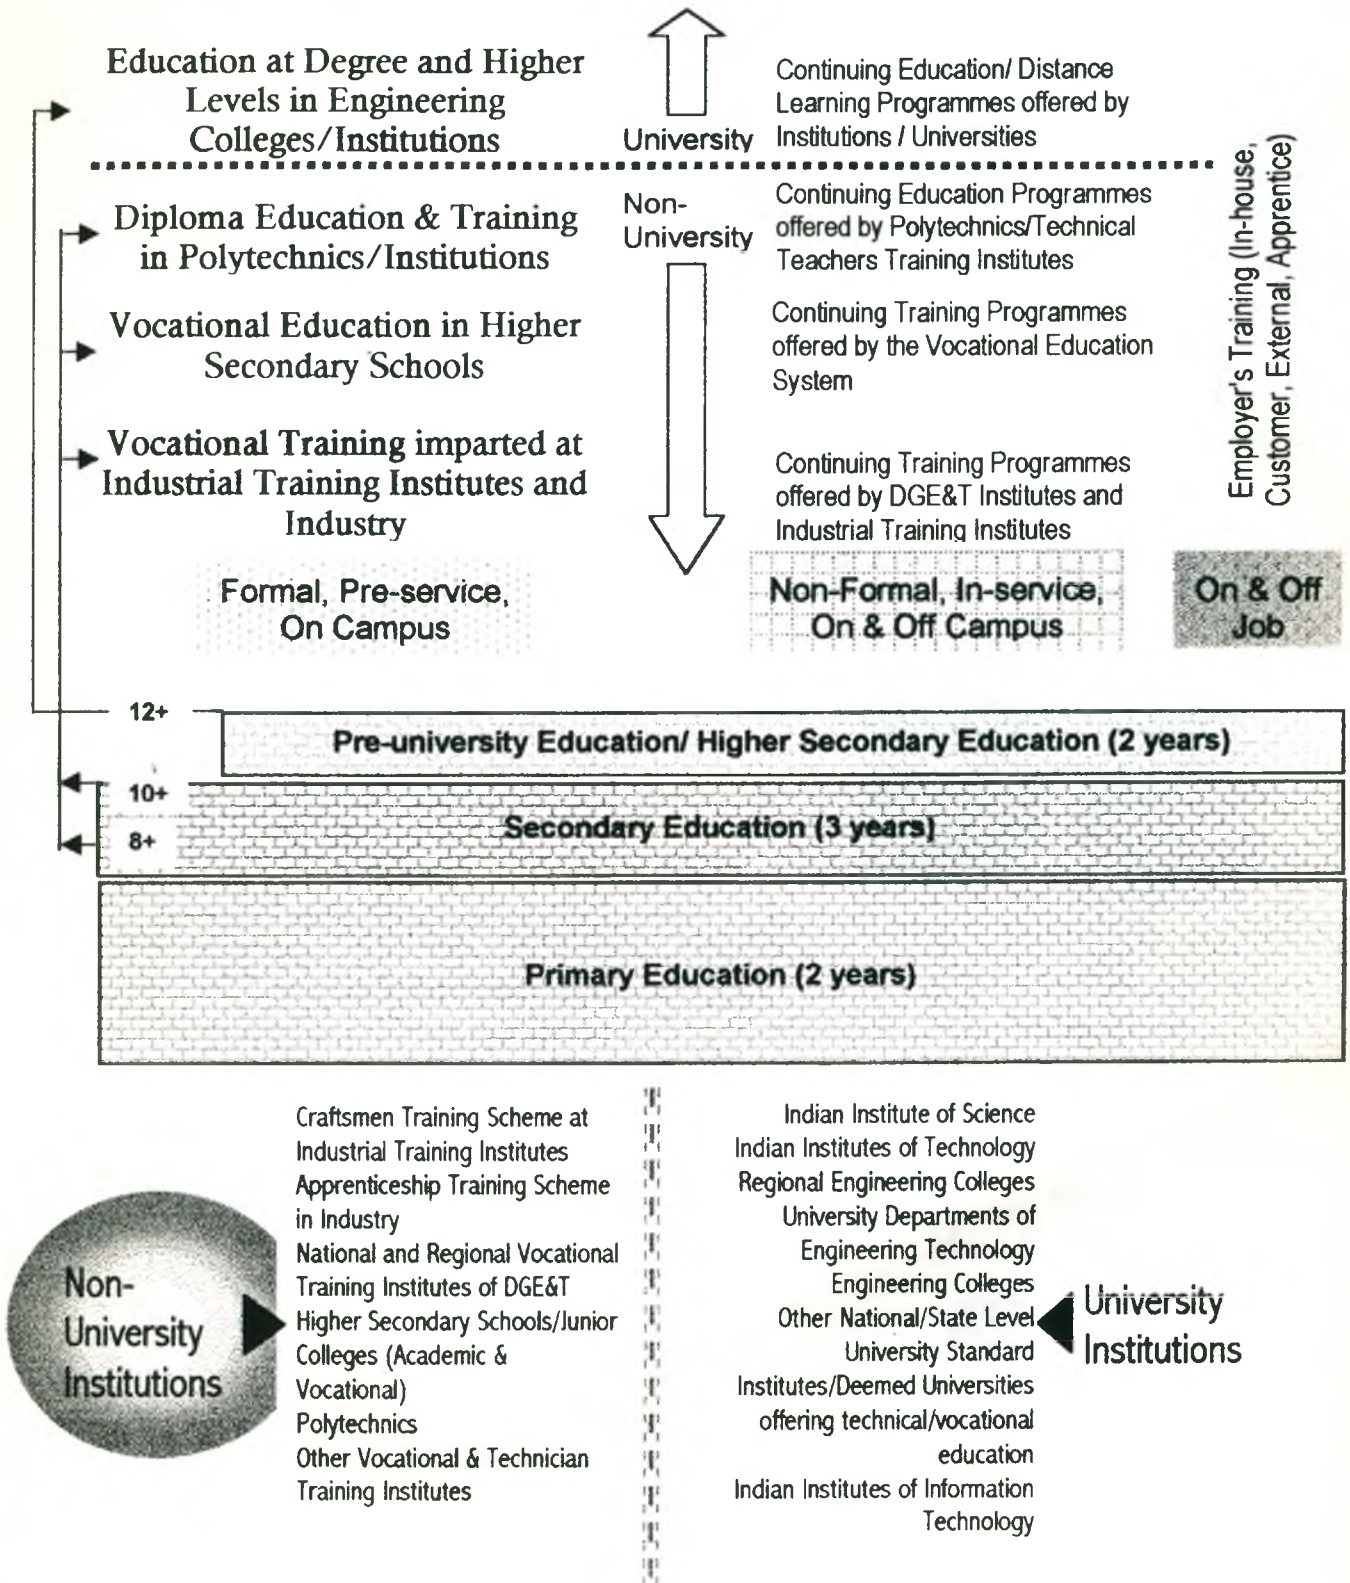 Education at Degree and Higher
Levels in Engineering
Colleges/Institutions
University
Continuing Education/ Distance
Learning Programmes offered by
Institutions / Universities
Non-
University
Diploma Education & Training
in Polytechnics/Institutions
Continuing Education Programmes
offered by Polytechnics/Technical
Teachers Training Institutes
Vocational Education in Higher
Secondary Schools
Continuing Training Programmes
offered by the Vocational Education
System
Vocational Training imparted at
Industrial Training Institutes and
Industry
Continuing Training Programmes
offered by DGE&T Institutes and
Industrial Training Institutes
Employer's Training (In-house,
Customer, External, Apprentice)
Formal, Pre-service,
On Campus
Non-Formal, In-service,
On & Off Campus
On & Off
Job
12+
Pre-university Education/ Higher Secondary Education (2 years)
10+
Secondary Education (3 years)
8+
Primary Education (2 years)
Non-
University
Institutions
Craftsmen Training Scheme at
Industrial Training Institutes
Apprenticeship Training Scheme
in Industry
National and Regional Vocational
Training Institutes of DGE&T
Higher Secondary Schools/Junior
Colleges (Academic &
Vocational)
Polytechnics
Other Vocational & Technician
Training Institutes
Indian Institute of Science
Indian Institutes of Technology
Regional Engineering Colleges
University Departments of
Engineering Technology
Engineering Colleges
Other National/State Level
University Standard
Institutes/Deemed Universities
offering technical/vocational
education
Indian Institutes of Information
Technology
University
Institutions